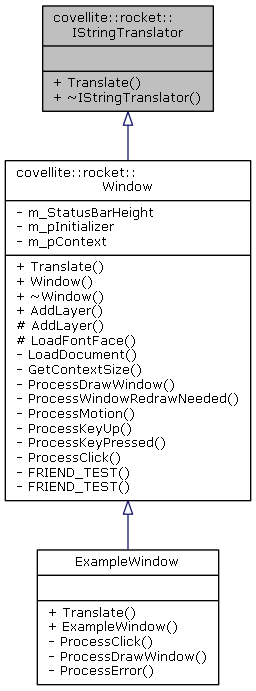 covellite::rocket::
IStringTranslator
+ Translate()
+ ~IStringTranslator()
covellite::rocket::
Window
- m_StatusBarHeight
- m_pInitializer
- m_pContext
+ Translate()
+ Window()
+ ~Window()
+ AddLayer()
# AddLayer()
# LoadFontFace()
- LoadDocument()
- GetContextSize()
- ProcessDrawWindow()
- ProcessWindowRedrawNeeded()
- ProcessMotion()
- ProcessKeyUp()
- ProcessKeyPressed()
- ProcessClick()
- FRIEND_TEST()
- FRIEND_TEST()
ExampleWindow
+ Translate()
+ ExampleWindow()
- ProcessClick()
- ProcessDrawWindow()
- ProcessError()